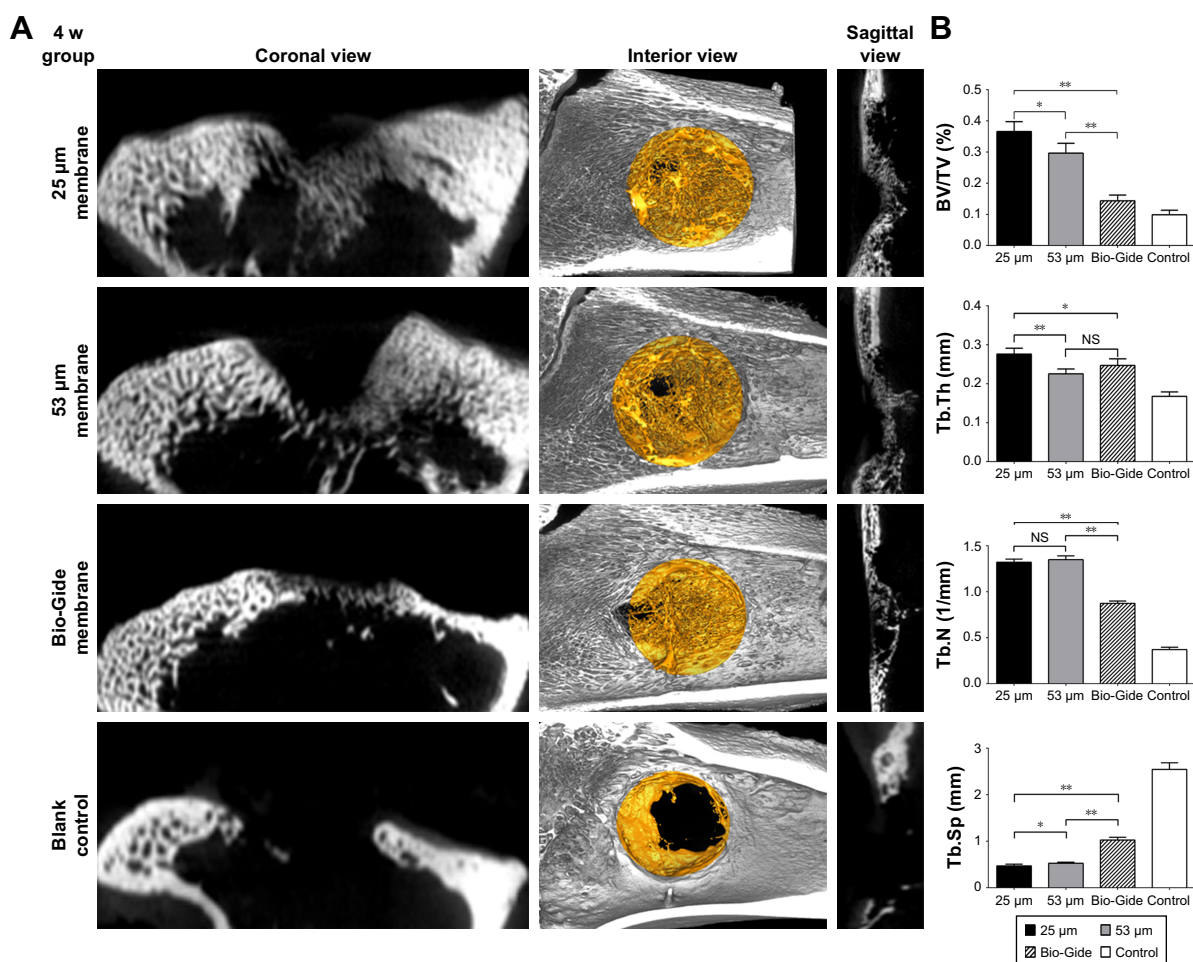 A
4 w
group
Coronal view
Interior view
Sagittal
view
25 µm
membrane
53 µm
membrane
Bio-Gide
membrane
Blank
control
B
BV/TV (%)
0.5
0.4
0.3
0.2
0.1
0.0
**
*
**
25 µm 53 µm Bio-Gide Control
Tb.Th (mm)
0.4
0.3
0.2
0.1
0.0
*
**
NS
25 µm 53 µm Bio-Gide Control
Tb.N (1/mm)
1.5
1.0
0.5
0.0
**
**
NS
25 µm 53 µm Bio-Gide Control
Tb.Sp (mm)
3
2
1
0
**
*
**
25 µm 53 µm Bio-Gide Control
25 µm 53 µm
Bio-Gide Control